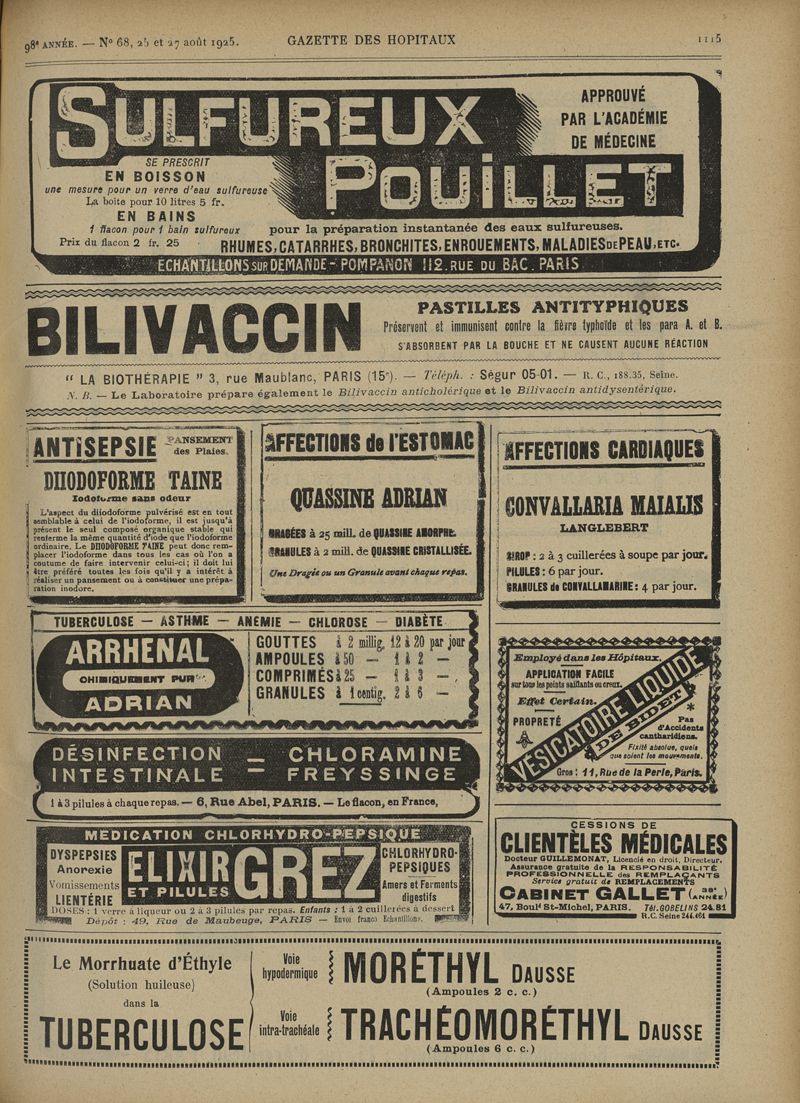 98e ANNÉE. — No 68, 25 et 27 août 1925.
GAZETTE DES HOPITAUX
1115
SULFUREUX
POUILLET
APPROUVÉ
PAR L'ACADÉMIE
DE MÉDECINE
SE PRESCRIT
EN BOISSON
une mesure pour un verre d'eau sulfureuse
La boite pour 10 litres 5 fr.
EN BAINS
1 flacon pour 1 bain sulfureux
Prix du flacon 2 fr. 25
pour la préparation instantanée des eaux sulfureuses.
RHUMES, CATARRHES, BRONCHITES, ENROUEMENTS, MALADIES DE PEAU, ETC.
ÉCHANTILLONS SUR DEMANDE - POMPANON 112. RUE DU BAC. PARIS
BILIVACCIN
PASTILLES ANTITYPHIQUES
Préservent et immunisent contre la fièvre typhoïde et les para A. et B.
S'ABSORBENT PAR LA BOUCHE ET NE CAUSENT AUCUNE RÉACTION
" LA BIOTHÉRAPIE " 3, rue Maublanc, PARIS (15e). — Téléph. : Ségur 05-01. — R. C., 188.35, Seine.
N. B. — Le Laboratoire prépare également le Bilivaccin anticholérique et le Bilivaccin antidysentérique.
ANTISEPSIE
PANSEMENT
des Plaies.
DIIODOFORME TAINE
Iodoforme sans odeur
L'aspect du diiodoforme pulvérisé est en tout
semblable à celui de l'iodoforme, il est jusqu'à
présent le seul composé organique stable qui
renferme la même quantité d'iode que l'iodoforme
ordinaire. Le DIIODOFORME TAINE peut donc rem-
placer l'iodoforme dans tous les cas où l'on a
coutume de faire intervenir celui-ci; il doit lui
être préféré toutes les fois qu'il y a intérêt à
réaliser un pansement ou à constituer une prépa-
ration inodore.
AFFECTIONS de l'ESTOMAC
QUASSINE ADRIAN
DRAGÉES à 25 mill. de QUASSINE AMORPHE.
GRANULES à 2 mill. de QUASSINE CRISTALLISÉE.
Une Dragée ou un Granule avant chaque repas.
AFFECTIONS CARDIAQUES
CONVALLARIA MAIALIS
LANGLEBERT
SIROP : 2 à 3 cuillerées à soupe par jour.
PILULES : 6 par jour.
GRANULES de CONVALLAMARINE : 4 par jour.
TUBERCULOSE — ASTHME — ANEMIE — CHLOROSE — DIABÈTE
ARRHENAL
CHIMIQUEMENT PUR
ADRIAN
GOUTTES à 2 millig. 12 à 20 par jour
AMPOULES à 50 — 1 à 2 —
COMPRIMÉS à 25 — 1 à 3 —
GRANULES à 1 centig. 2 à 6 —
Employé dans les Hôpitaux.
APPLICATION FACILE
sur tous les points saillants ou creux.
Effet Certain.
PROPRETÉ
VESICATOIRE LIQUIDE
DE BIDET
Pas
d'Accidents
cantharidiens.
Fixité absolue, quels
que soient les mouvements.
Gros : 11, Rue de la Perle, Paris.
DÉSINFECTION — CHLORAMINE
INTESTINALE — FREYSSINGE
1 à 3 pilules à chaque repas. — 6, Rue Abel, PARIS. — Le flacon, en France,
MEDICATION CHLORHYDRO-PEPSIQUE
DYSPEPSIES
Anorexie
Vomissements
LIENTÉRIE
ELIXIR
ET PILULES
GREZ
CHLORHYDRO-
PEPSIQUES
Amers et Ferments
digestifs
DOSES : 1 verre à liqueur ou 2 à 3 pilules par repas. Enfants : 1 à 2 cuillerées à dessert
Dépôt : 49, Rue de Maubeuge, PARIS — Envoi franco Echantillons.
CESSIONS DE
CLIENTÈLES MÉDICALES
Docteur GUILLEMONAT, Licencié en droit, Directeur.
Assurance gratuite de la RESPONSABILITÉ
PROFESSIONNELLE des REMPLAÇANTS
Service gratuit de REMPLACEMENTS
CABINET GALLET (38e ANNÉE)
47, Bould St-Michel, PARIS. Tél. GOBELINS 24.81
R.C. Seine 244.461
Le Morrhuate d'Éthyle
(Solution huileuse)
dans la
TUBERCULOSE
Voie
hypodermique
MORÉTHYL DAUSSE
(Ampoules 2 c. c.)
Voie
intra-trachéale
TRACHÉOMORÉTHYL DAUSSE
(Ampoules 6 c. c.)